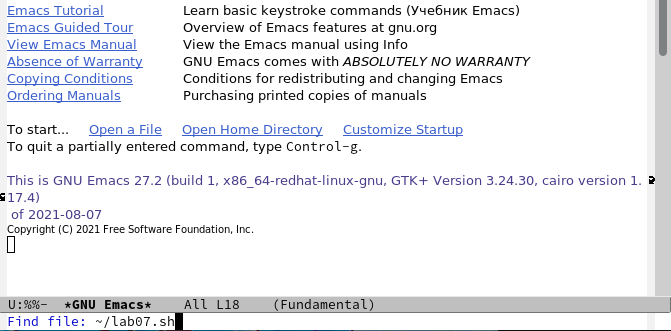 Emacs Tutorial Learn basic keystroke commands (Учебник Emacs)
Emacs Guided Tour Overview of Emacs features at gnu.org
View Emacs Manual View the Emacs manual using Info
Absence of Warranty GNU Emacs comes with ABSOLUTELY NO WARRANTY
Copying Conditions Conditions for redistributing and changing Emacs
Ordering Manuals Purchasing printed copies of manuals
To start... Open a File Open Home Directory Customize Startup
To quit a partially entered command, type Control-g.
This is GNU Emacs 27.2 (build 1, x86_64-redhat-linux-gnu, GTK+ Version 3.24.30, cairo version 1.
17.4)
of 2021-08-07
Copyright (C) 2021 Free Software Foundation, Inc.
U:%%- *GNU Emacs* All L18 (Fundamental)
Find file: ~/lab07.sh